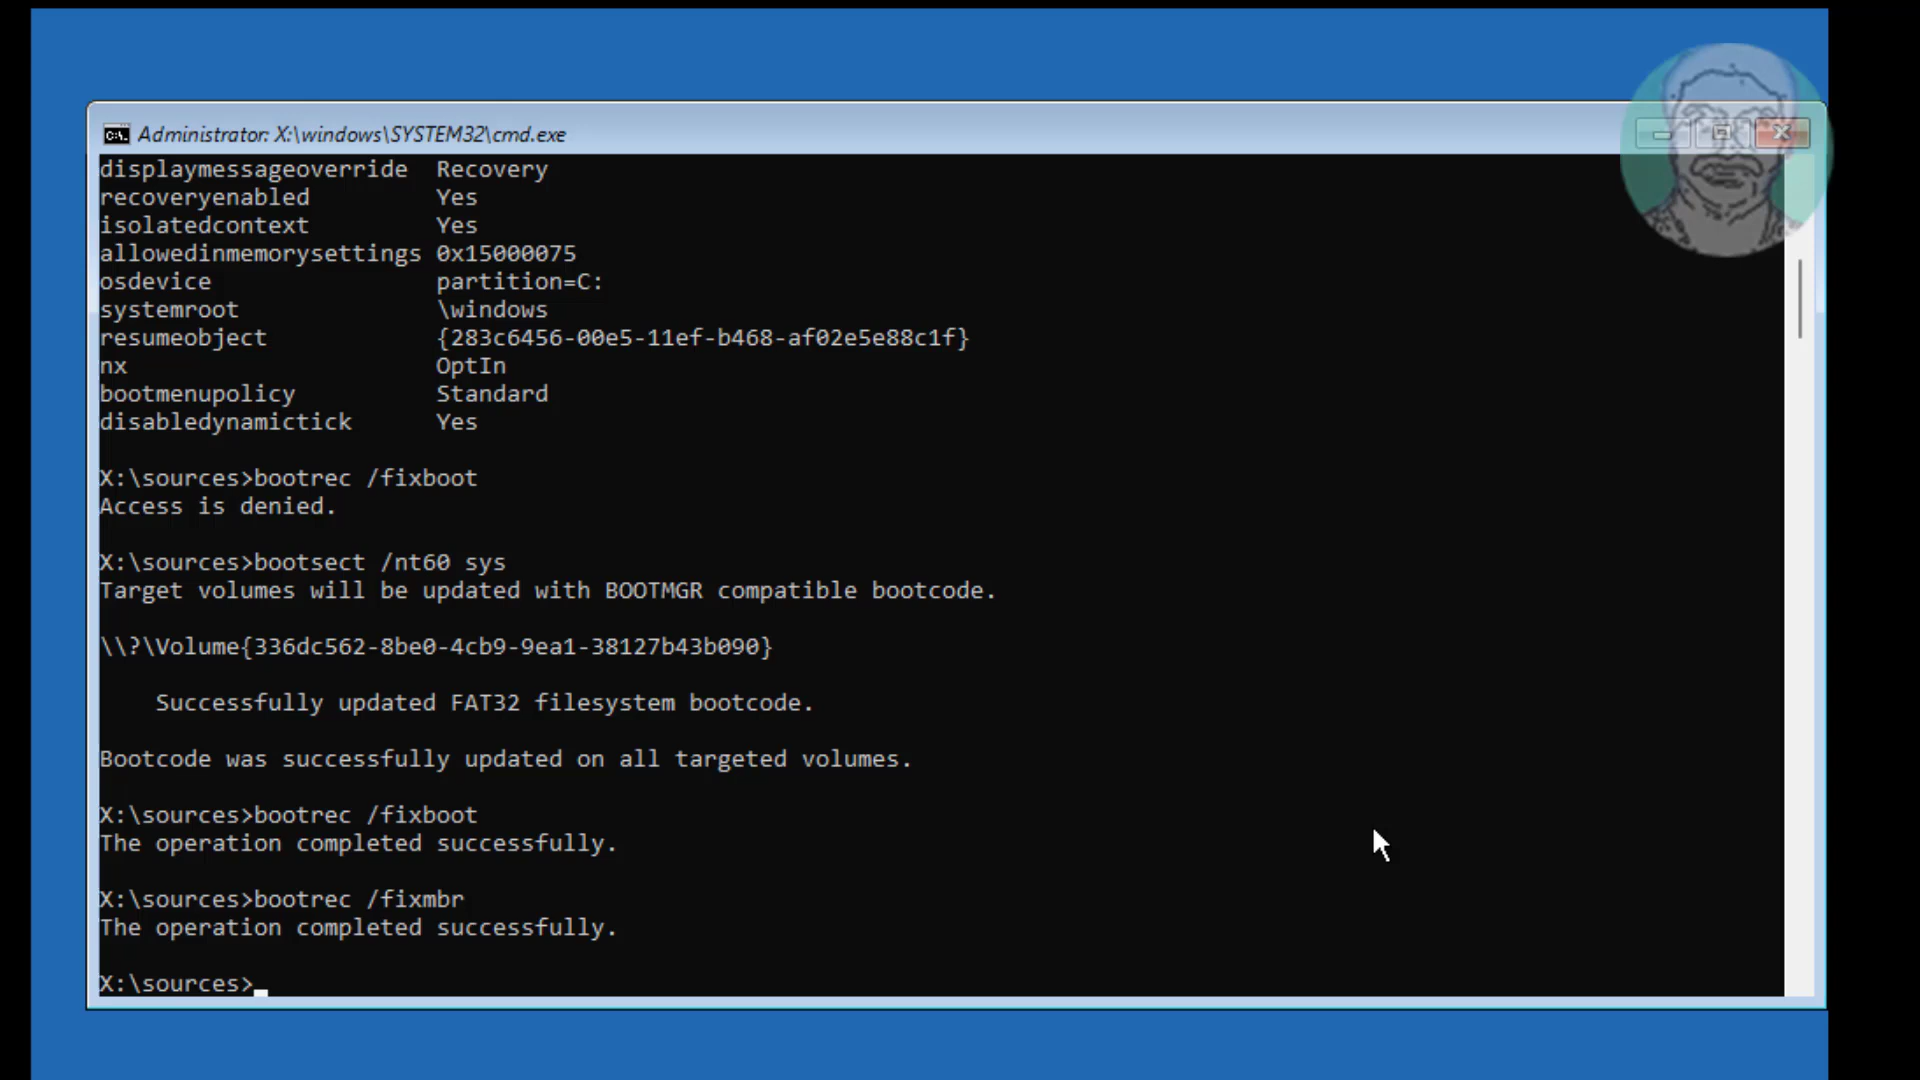 Administrator: X:\windows\SYSTEM32\cmd.exe
displaymessageoverride  Recovery
recoveryenabled         Yes
isolatedcontext         Yes
allowedinmemorysettings 0x15000075
osdevice                partition=C:
systemroot              \windows
resumeobject            {283c6456-00e5-11ef-b468-af02e5e88c1f}
nx                      OptIn
bootmenupolicy          Standard
disabledynamictick      Yes
X:\sources>bootrec /fixboot
Access is denied.
X:\sources>bootsect /nt60 sys
Target volumes will be updated with BOOTMGR compatible bootcode.
\\?\Volume{336dc562-8be0-4cb9-9ea1-38127b43b090}
Successfully updated FAT32 filesystem bootcode.
Bootcode was successfully updated on all targeted volumes.
X:\sources>bootrec /fixboot
The operation completed successfully.
X:\sources>bootrec /fixmbr
The operation completed successfully.
X:\sources>